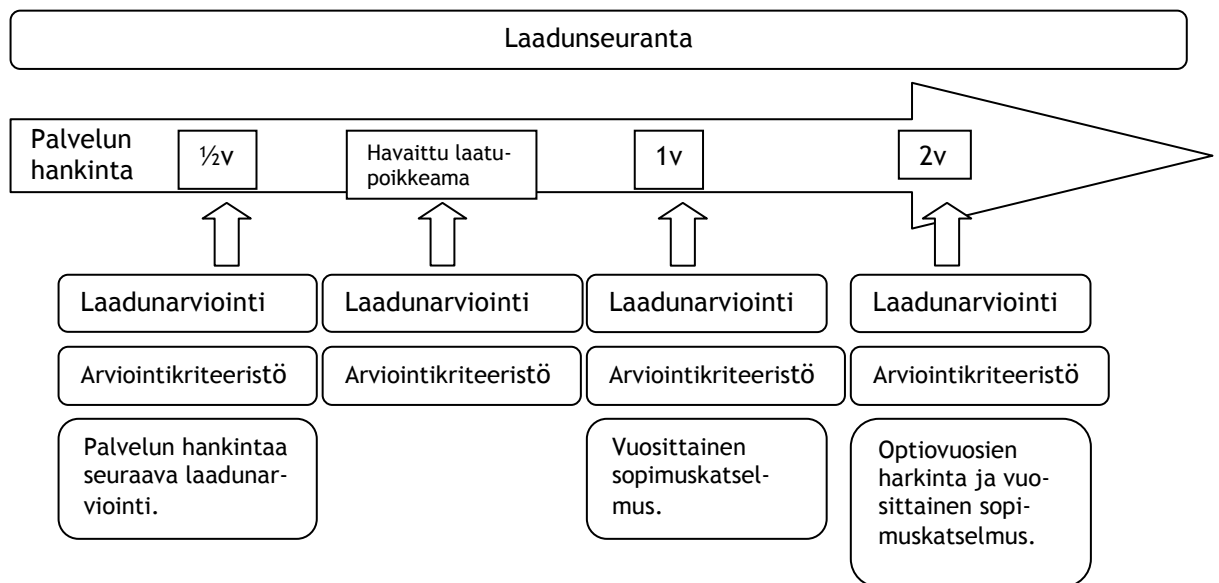 Laadunseuranta
Palvelun
hankinta
½v
Havaittu laatu-
poikkeama
1v
2v
Laadunarviointi
Laadunarviointi
Laadunarviointi
Laadunarviointi
Arviointikriteeristö
Arviointikriteeristö
Arviointikriteeristö
Arviointikriteeristö
Palvelun hankintaa
seuraava laadunar-
viointi.
Vuosittainen
sopimuskatsel-
mus.
Optiovuosien
harkinta ja vuo-
sittainen sopi-
muskatselmus.